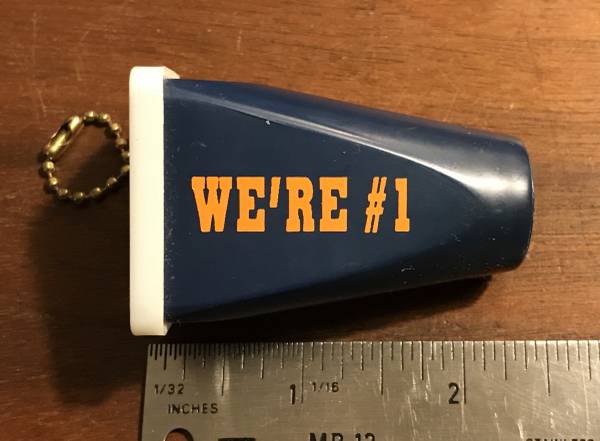 WE'RE #1
1/32 1 1/16 2
INCHES